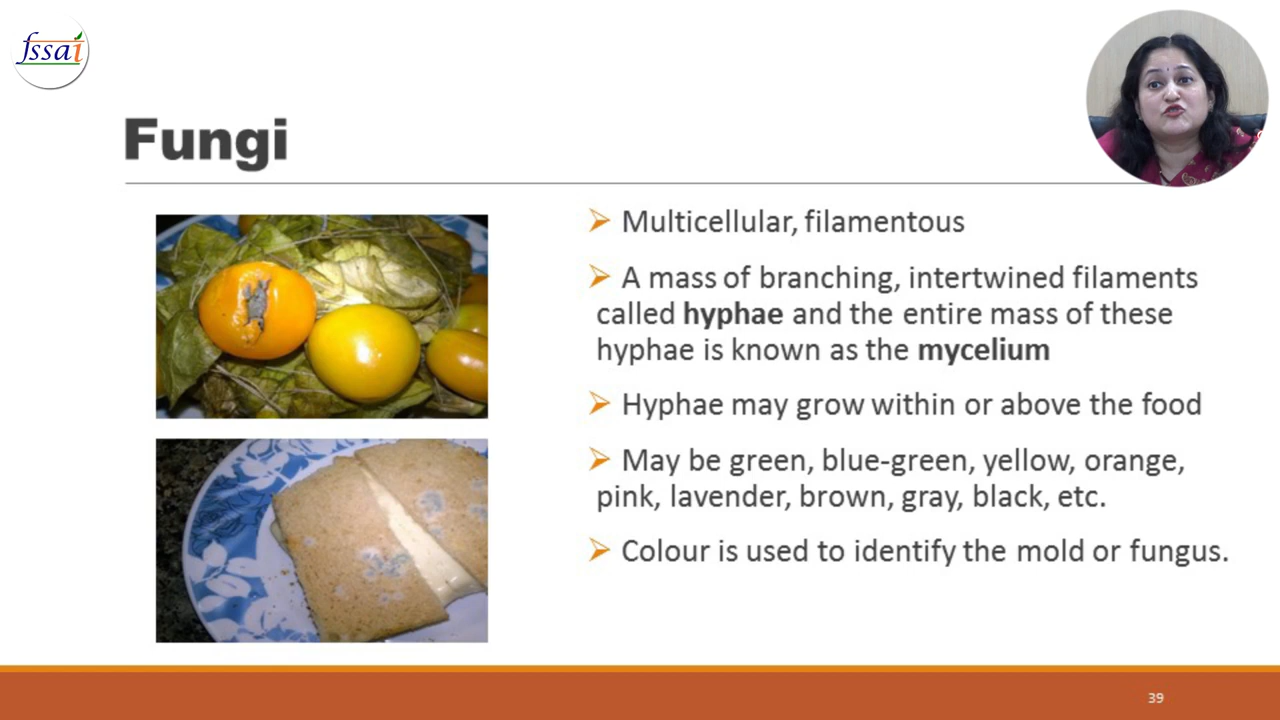 fssai
Fungi
Multicellular, filamentous
A mass of branching, intertwined filaments
called hyphae and the entire mass of these
hyphae is known as the mycelium
Hyphae may grow within or above the food
May be green, blue-green, yellow, orange,
pink, lavender, brown, gray, black, etc.
Colour is used to identify the mold or fungus.
39